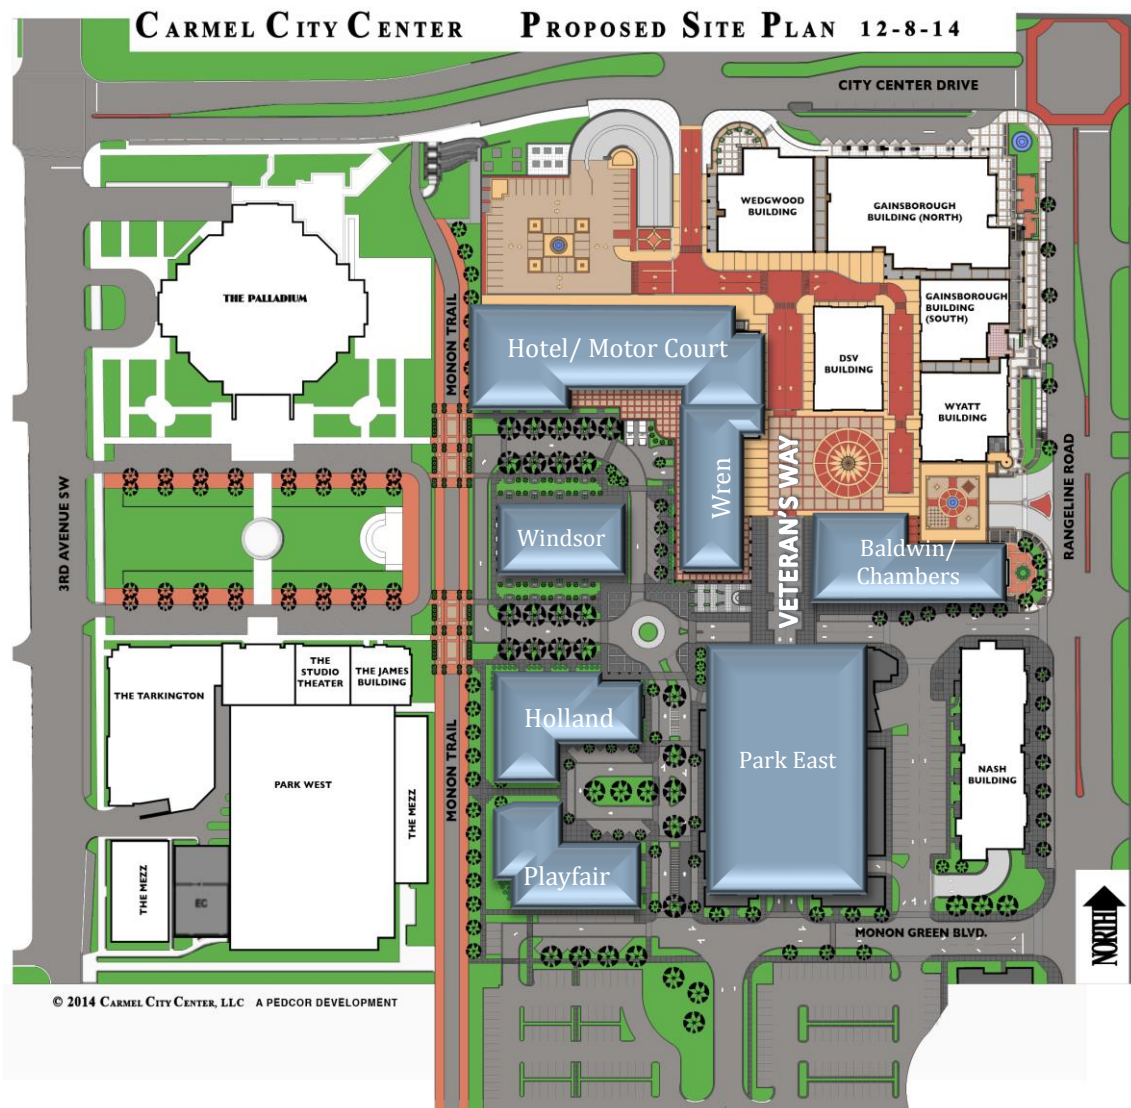 CARMEL CITY CENTER PROPOSED SITE PLAN 12-8-14
CITY CENTER DRIVE
WEDGWOOD
BUILDING
GAINSBOROUGH
BUILDING (NORTH)
THE PALLADIUM
GAINSBOROUGH
BUILDING
(SOUTH)
MONON TRAIL
Hotel/ Motor Court
DSV
BUILDING
WYATT
BUILDING
3RD AVENUE SW
Wren
VETERAN'S WAY
RANGELINE ROAD
Windsor
Baldwin/
Chambers
THE TARKINGTON
THE
STUDIO
THEATER
THE JAMES
BUILDING
Holland
Park East
NASH
BUILDING
PARK WEST
MONON TRAIL
THE MEZZ
THE MEZZ
EC
Playfair
MONON GREEN BLVD.
NORTH
© 2014 CARMEL CITY CENTER, LLC A PEDCOR DEVELOPMENT